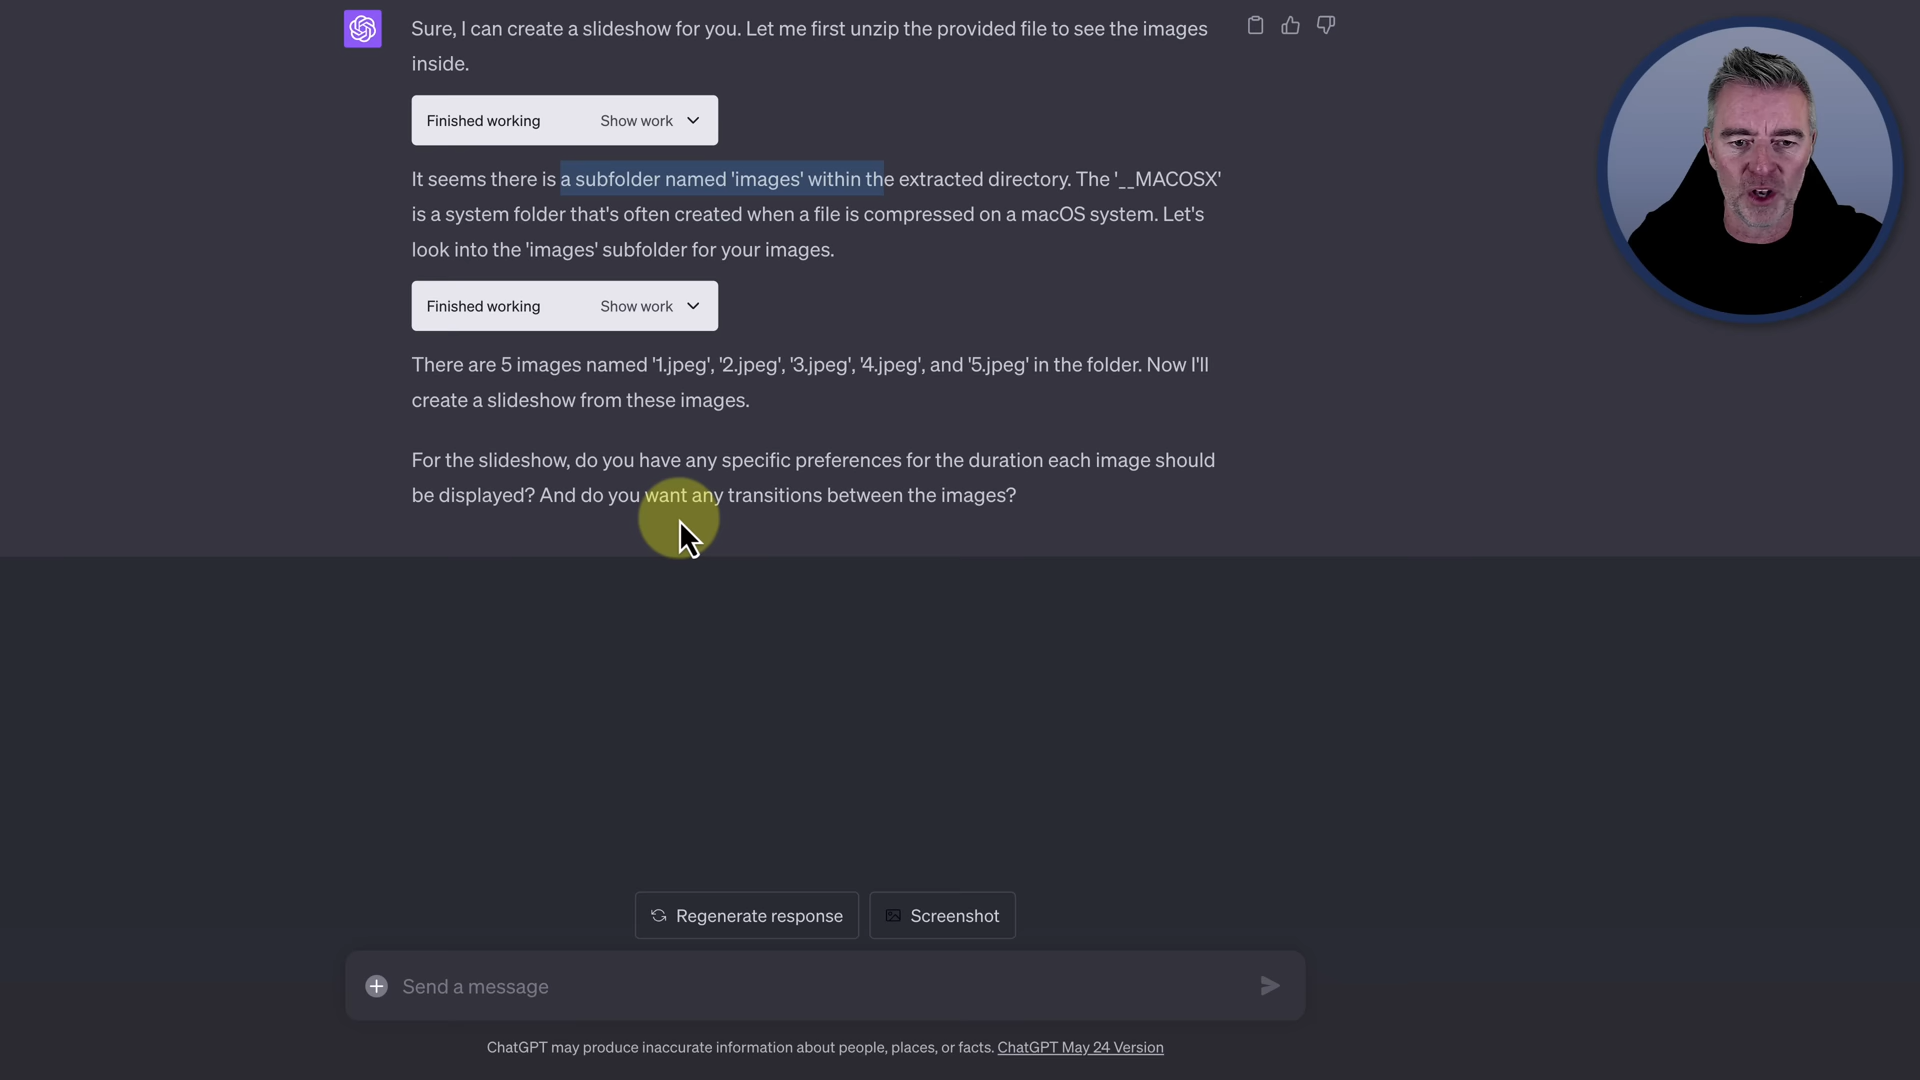 Sure, I can create a slideshow for you. Let me first unzip the provided file to see the images
inside.
Finished working Show work
It seems there is a subfolder named 'images' within the extracted directory. The '__MACOSX'
is a system folder that's often created when a file is compressed on a macOS system. Let's
look into the 'images' subfolder for your images.
Finished working Show work
There are 5 images named '1.jpeg', '2.jpeg', '3.jpeg', '4.jpeg', and '5.jpeg' in the folder. Now I'll
create a slideshow from these images.
For the slideshow, do you have any specific preferences for the duration each image should
be displayed? And do you want any transitions between the images?
Regenerate response Screenshot
Send a message
ChatGPT may produce inaccurate information about people, places, or facts. ChatGPT May 24 Version